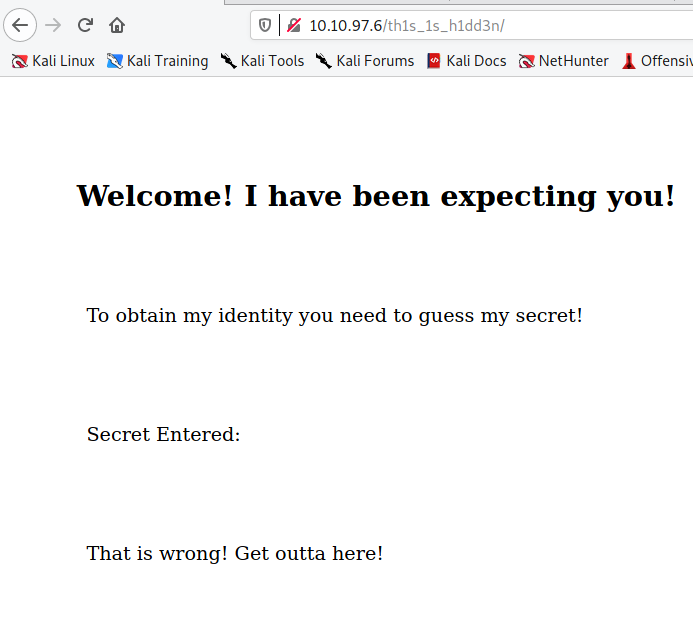 10.10.97.6/th1s_1s_h1dd3n/
Kali Linux Kali Training Kali Tools Kali Forums Kali Docs NetHunter Offensiv
Welcome! I have been expecting you!
To obtain my identity you need to guess my secret!
Secret Entered:
That is wrong! Get outta here!